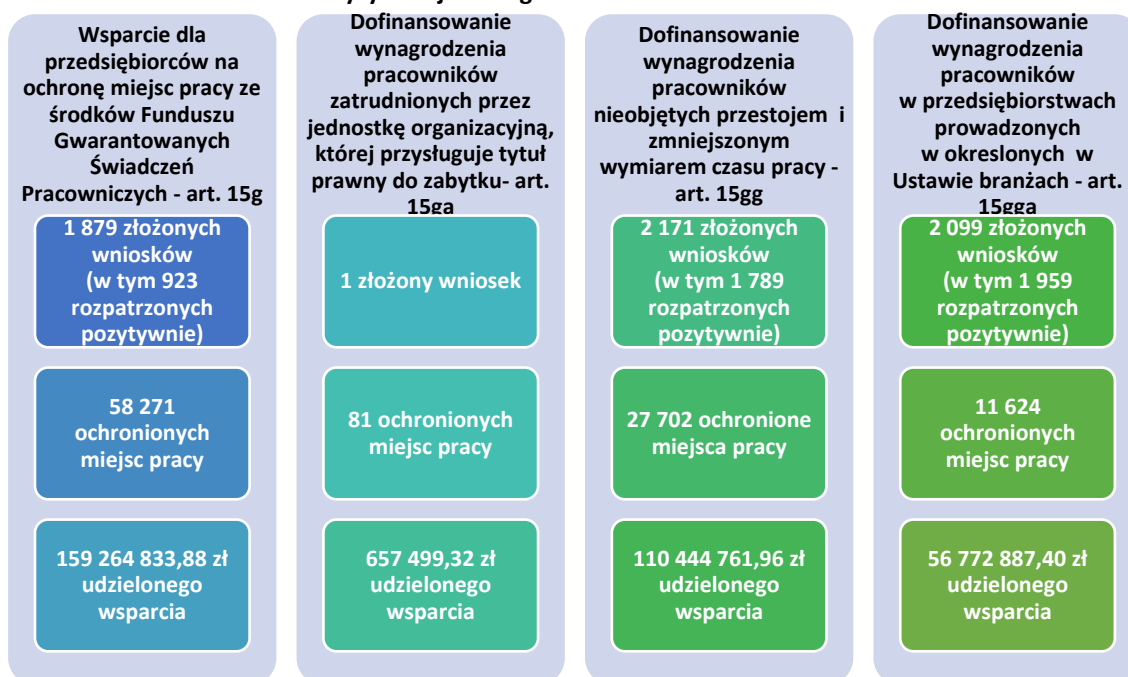 Wsparcie dla
przedsiębiorców na
ochronę miejsc pracy ze
środków Funduszu
Gwarantowanych
Świadczeń
Pracowniczych - art. 15g
1 879 złożonych
wniosków
(w tym 923
rozpatrzonych
pozytywnie)
58 271
ochronionych
miejsc pracy
159 264 833,88 zł
udzielonego
wsparcia
Dofinansowanie
wynagrodzenia
pracowników
zatrudnionych przez
jednostkę organizacyjną,
której przysługuje tytuł
prawny do zabytku- art.
15ga
1 złożony wniosek
81 ochronionych
miejsc pracy
657 499,32 zł
udzielonego
wsparcia
Dofinansowanie
wynagrodzenia
pracowników
nieobjętych przestojem i
zmniejszonym
wymiarem czasu pracy -
art. 15gg
2 171 złożonych
wniosków
(w tym 1 789
rozpatrzonych
pozytywnie)
27 702 ochronione
miejsca pracy
110 444 761,96 zł
udzielonego
wsparcia
Dofinansowanie
wynagrodzenia
pracowników
w przedsiębiorstwach
prowadzonych
w okreslonych w
Ustawie branżach - art.
15gga
2 099 złożonych
wniosków
(w tym 1 959
rozpatrzonych
pozytywnie)
11 624
ochronionych
miejsc pracy
56 772 887,40 zł
udzielonego
wsparcia